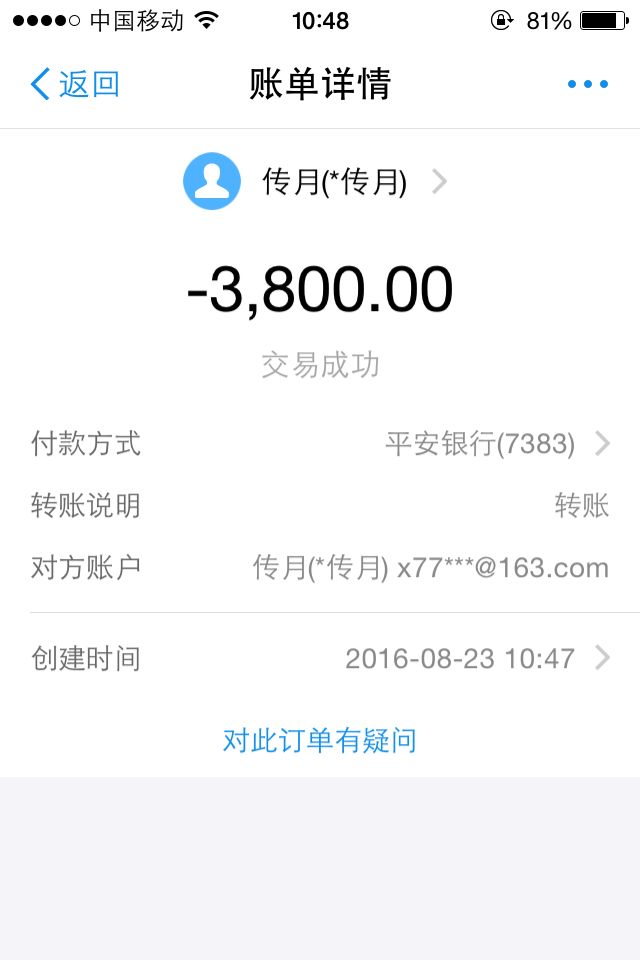 中国移动 10:48 81%
返回 账单详情
传月(*传月)
-3,800.00
交易成功
付款方式 平安银行(7383)
转账说明 转账
对方账户 传月(*传月) x77***@163.com
创建时间 2016-08-23 10:47
对此订单有疑问